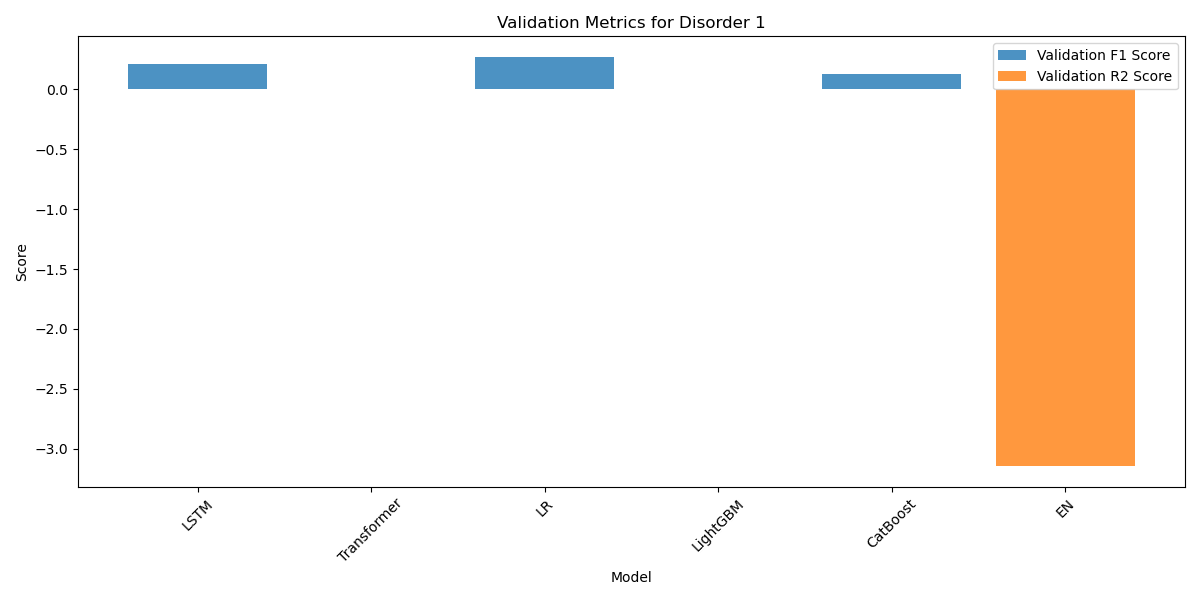 Validation Metrics for Disorder 1
Validation F1 Score
Validation R2 Score
Score
0.0
−0.5
−1.0
−1.5
−2.0
−2.5
−3.0
LSTM
Transformer
LR
LightGBM
CatBoost
EN
Model